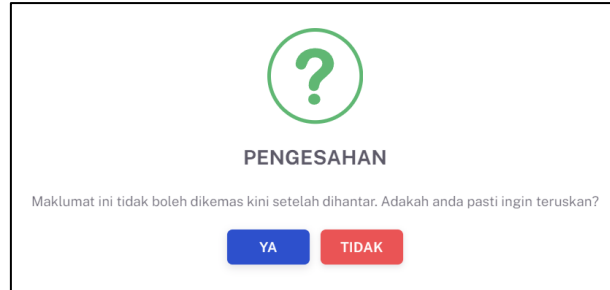 PENGESAHAN
Maklumat ini tidak boleh dikemas kini setelah dihantar. Adakah anda pasti ingin teruskan?
YA TIDAK